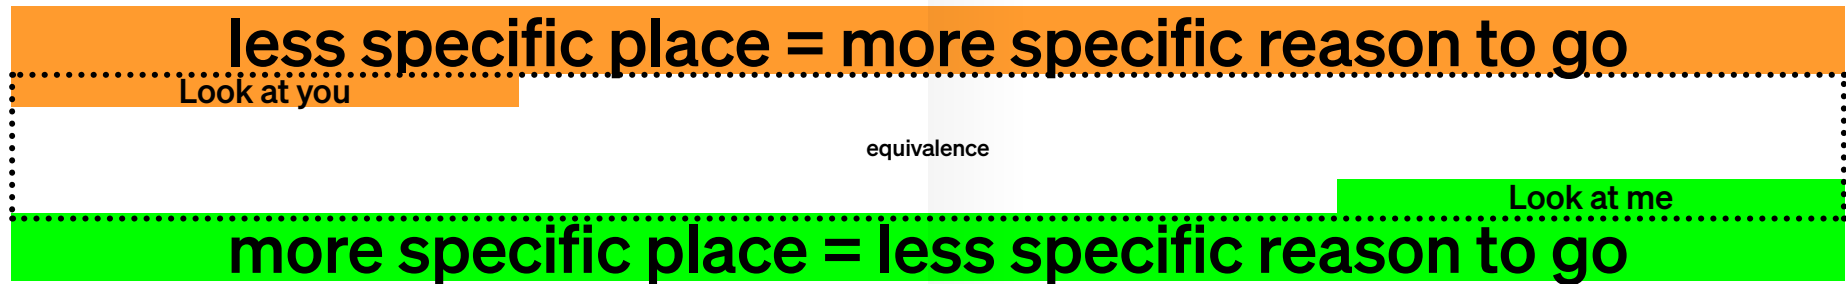 less specific place = more specific reason to go
Look at you
equivalence
Look at me
more specific place = less specific reason to go